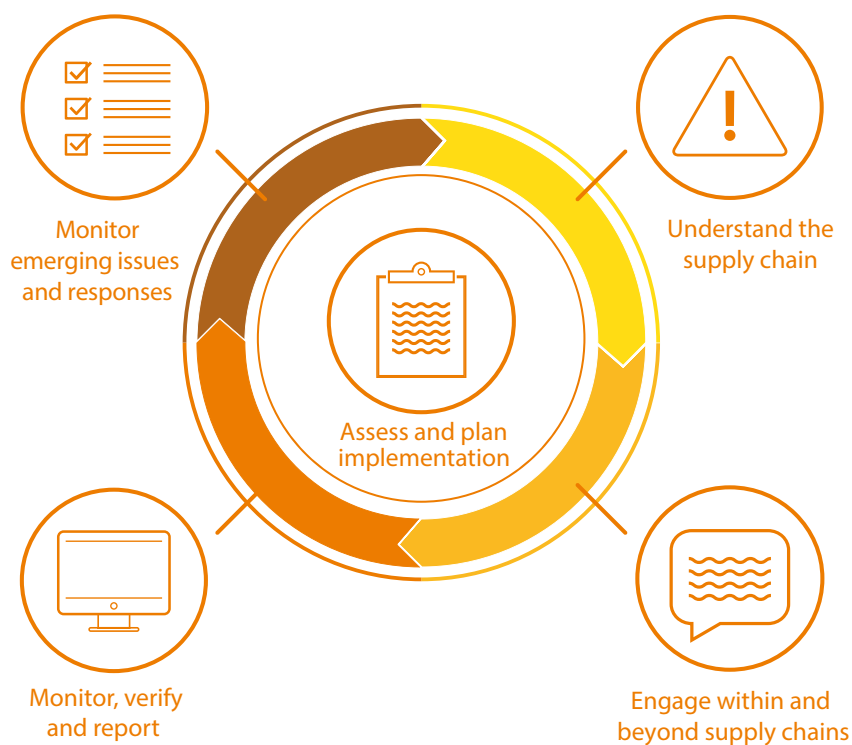 Monitor
emerging issues
and responses
Understand the
supply chain
Assess and plan
implementation
Monitor, verify
and report
Engage within and
beyond supply chains